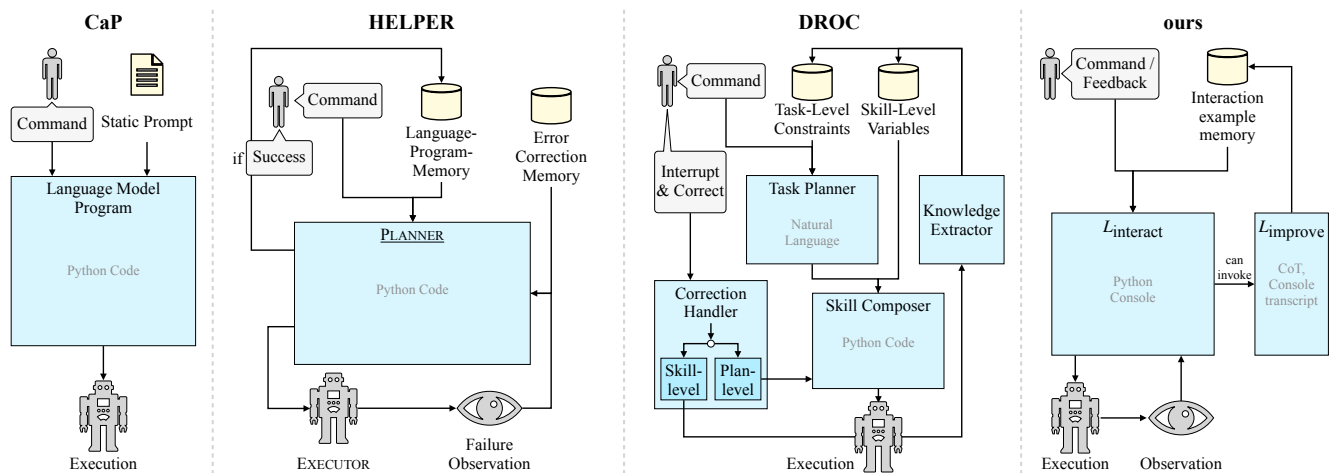 CaP
Command
Static Prompt
Language Model
Program
Python Code
Execution
HELPER
Command
if
Success
Language-
Program-
Memory
Error
Correction
Memory
PLANNER
Python Code
EXECUTOR
Failure
Observation
DROC
Command
Interrupt
& Correct
Task-Level
Constraints
Skill-Level
Variables
Task Planner
Natural
Language
Knowledge
Extractor
Correction
Handler
Skill-
level
Plan-
level
Skill Composer
Python Code
Execution
ours
Command /
Feedback
Interaction
example
memory
Linteract
Python
Console
can
invoke
Limprove
CoT,
Console
transcript
Execution
Observation